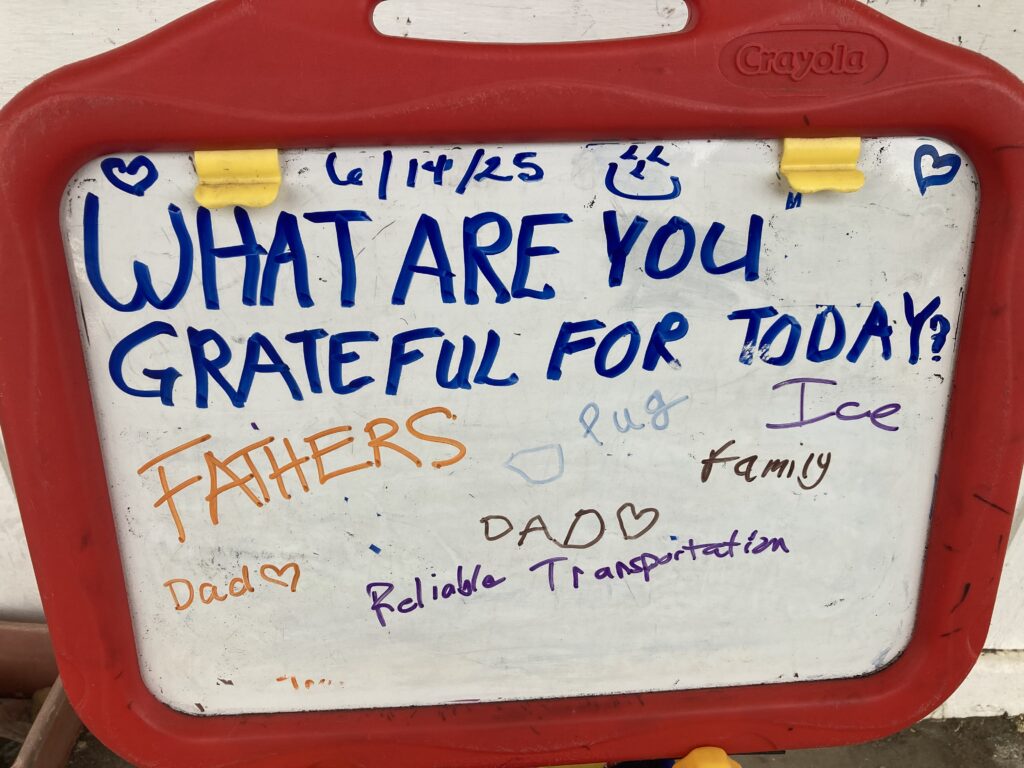 Crayola
6/14/25
WHAT ARE YOU
GRATEFUL FOR TODAY?
Ice
Pug
FATHERS
Family
DAD
Dad
Reliable Transportation